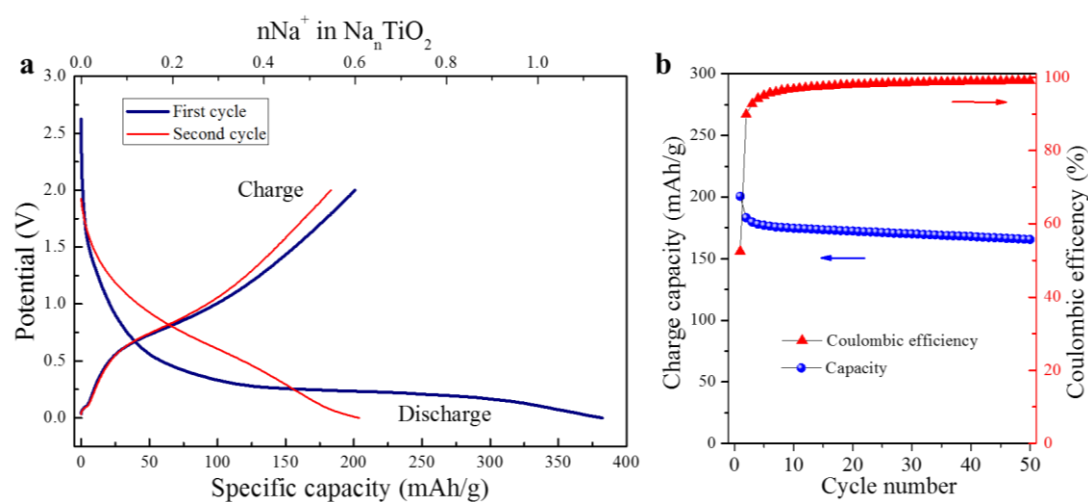 nNa⁺ in NaₙTiO₂
0.0 0.2 0.4 0.6 0.8 1.0
a
3.0
2.5
2.0
1.5
1.0
0.5
0.0
Potential (V)
First cycle
Second cycle
Charge
Discharge
0 50 100 150 200 250 300 350 400
Specific capacity (mAh/g)
b
300
250
200
150
100
50
0
Charge capacity (mAh/g)
Coulombic efficiency
Capacity
100
80
60
40
20
0
Coulombic efficency (%)
0 10 20 30 40 50
Cycle number